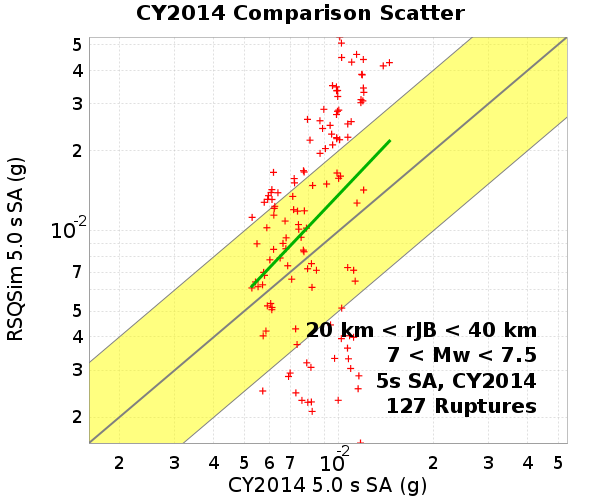 CY2014 Comparison Scatter
RSQSim 5.0 s SA (g)
5
4
3
2
10-2
7
5
4
3
2
20 km < rJB < 40 km
7 < Mw < 7.5
5s SA, CY2014
127 Ruptures
2 3 4 5 6 7 10-2 2 3 4 5
CY2014 5.0 s SA (g)